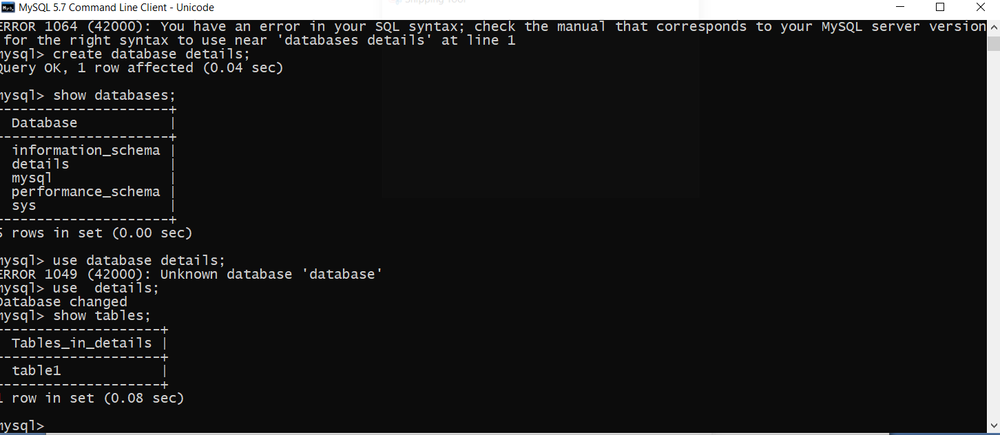 MySQL 5.7 Command Line Client - Unicode
Snipping Tool
ERROR 1064 (42000): You have an error in your SQL syntax; check the manual that corresponds to your MySQL server version
for the right syntax to use near 'databases details' at line 1
mysql> create database details;
Query OK, 1 row affected (0.04 sec)
mysql> show databases;
--------------------+
Database |
--------------------+
information_schema |
details |
mysql |
performance_schema |
sys |
--------------------+
5 rows in set (0.00 sec)
mysql> use database details;
ERROR 1049 (42000): Unknown database 'database'
mysql> use  details;
Database changed
mysql> show tables;
-------------------+
Tables_in_details |
-------------------+
table1 |
-------------------+
1 row in set (0.08 sec)
mysql>